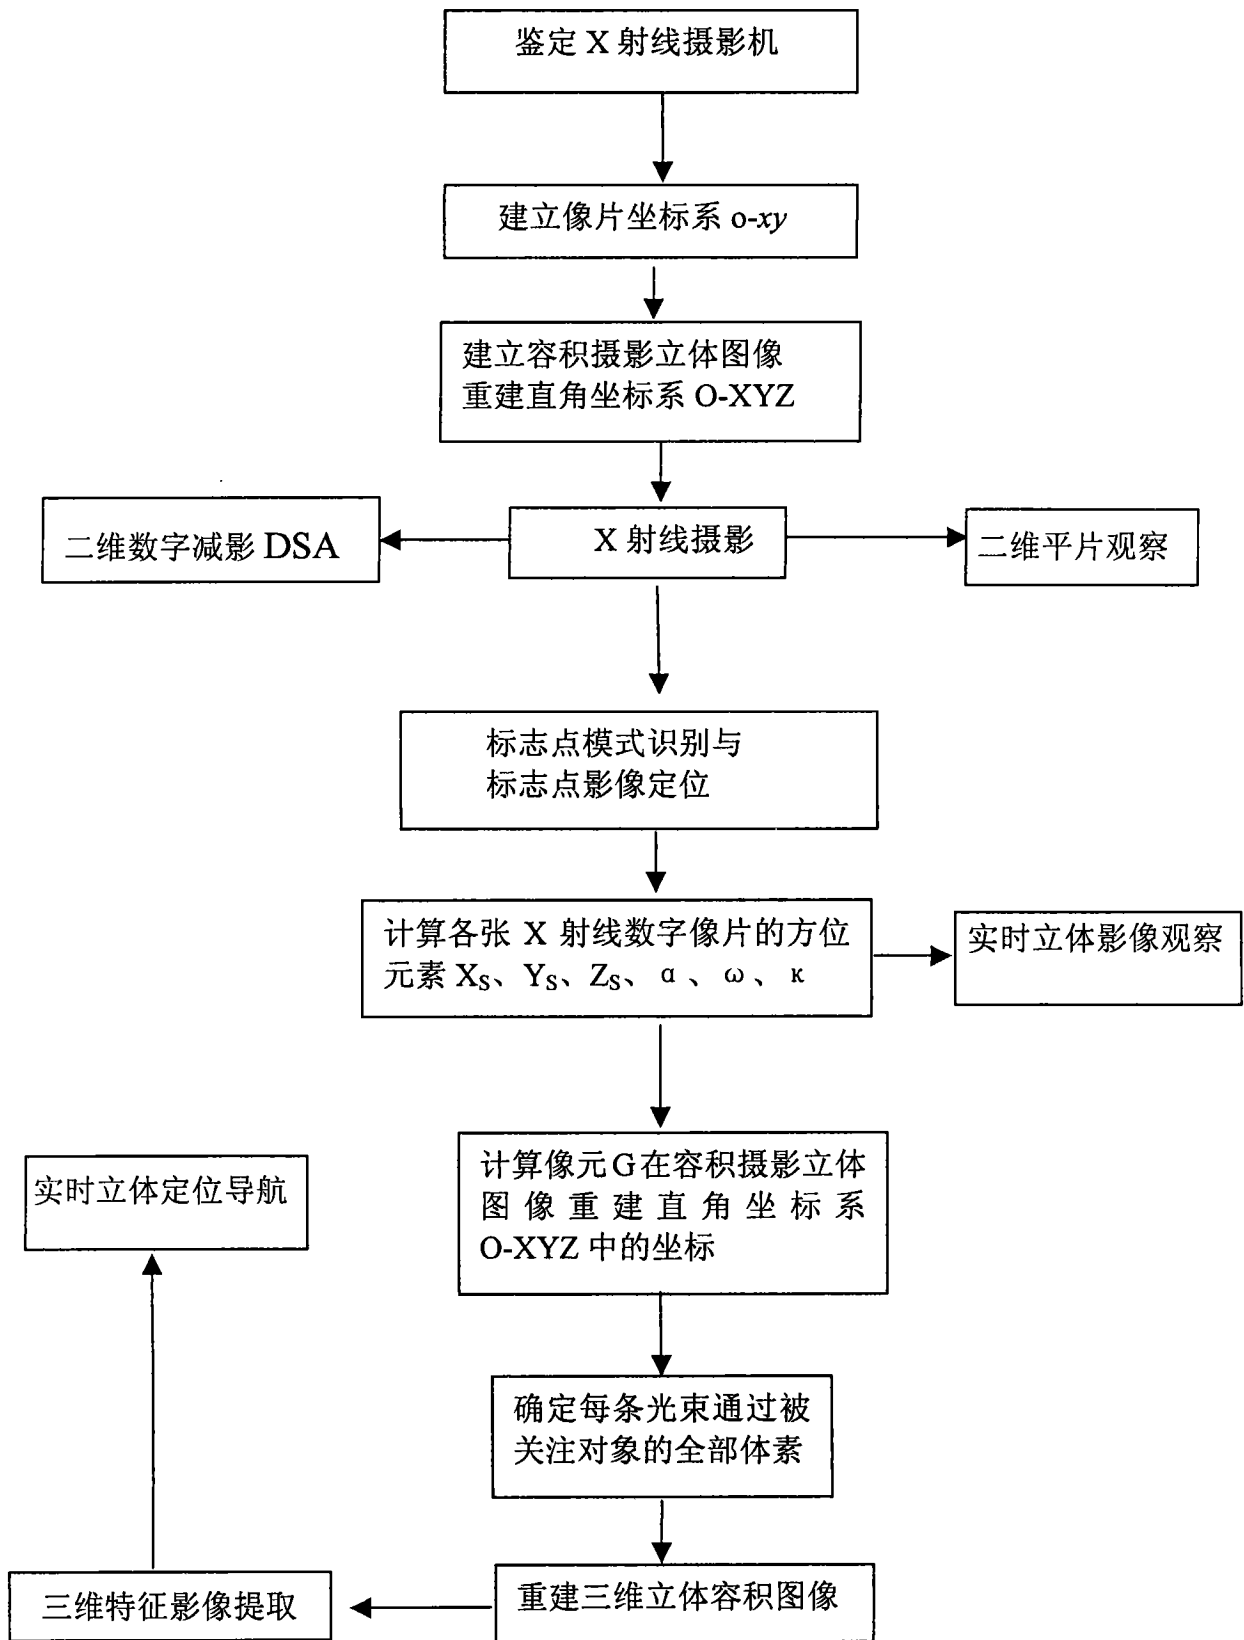 鉴定 X 射线摄影机
建立像片坐标系 o-xy
建立容积摄影立体图像
重建直角坐标系 O-XYZ
二维数字减影 DSA
X 射线摄影
二维平片观察
标志点模式识别与
标志点影像定位
计算各张 X 射线数字像片的方位
元素 XS、YS、ZS、α、ω、κ
实时立体影像观察
计算像元G在容积摄影立体
图像重建直角坐标系
O-XYZ 中的坐标
实时立体定位导航
确定每条光束通过被
关注对象的全部体素
三维特征影像提取
重建三维立体容积图像